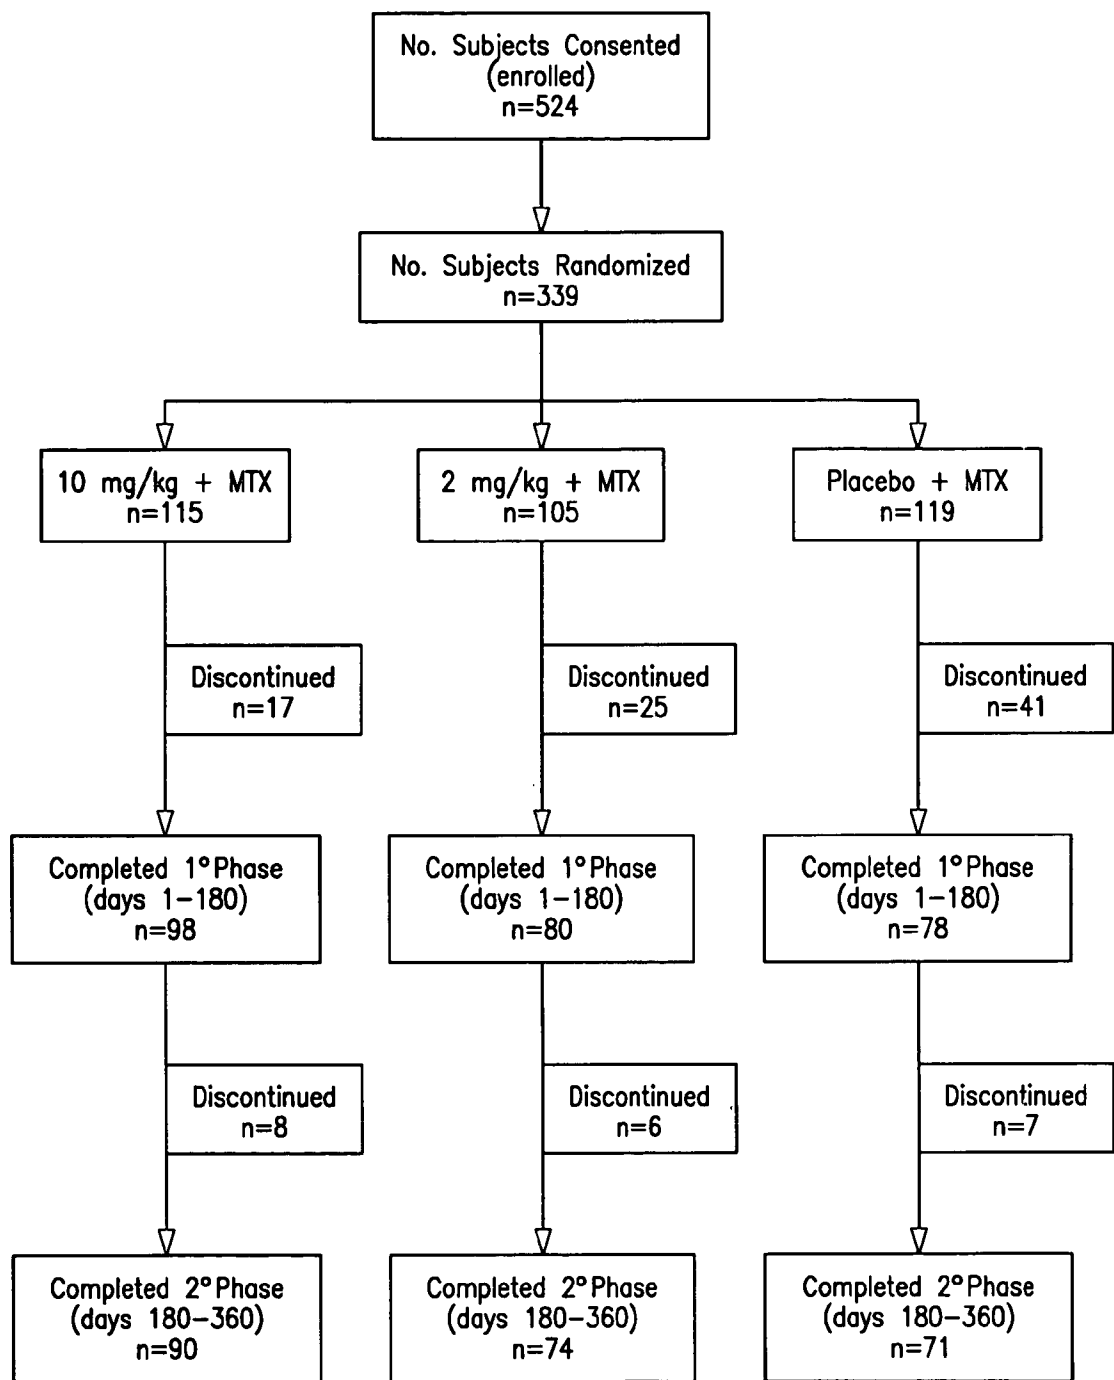 No. Subjects Consented
(enrolled)
n=524
No. Subjects Randomized
n=339
10 mg/kg + MTX
n=115
2 mg/kg + MTX
n=105
Placebo + MTX
n=119
Discontinued
n=17
Discontinued
n=25
Discontinued
n=41
Completed 1° Phase
(days 1-180)
n=98
Completed 1° Phase
(days 1-180)
n=80
Completed 1° Phase
(days 1-180)
n=78
Discontinued
n=8
Discontinued
n=6
Discontinued
n=7
Completed 2° Phase
(days 180-360)
n=90
Completed 2° Phase
(days 180-360)
n=74
Completed 2° Phase
(days 180-360)
n=71